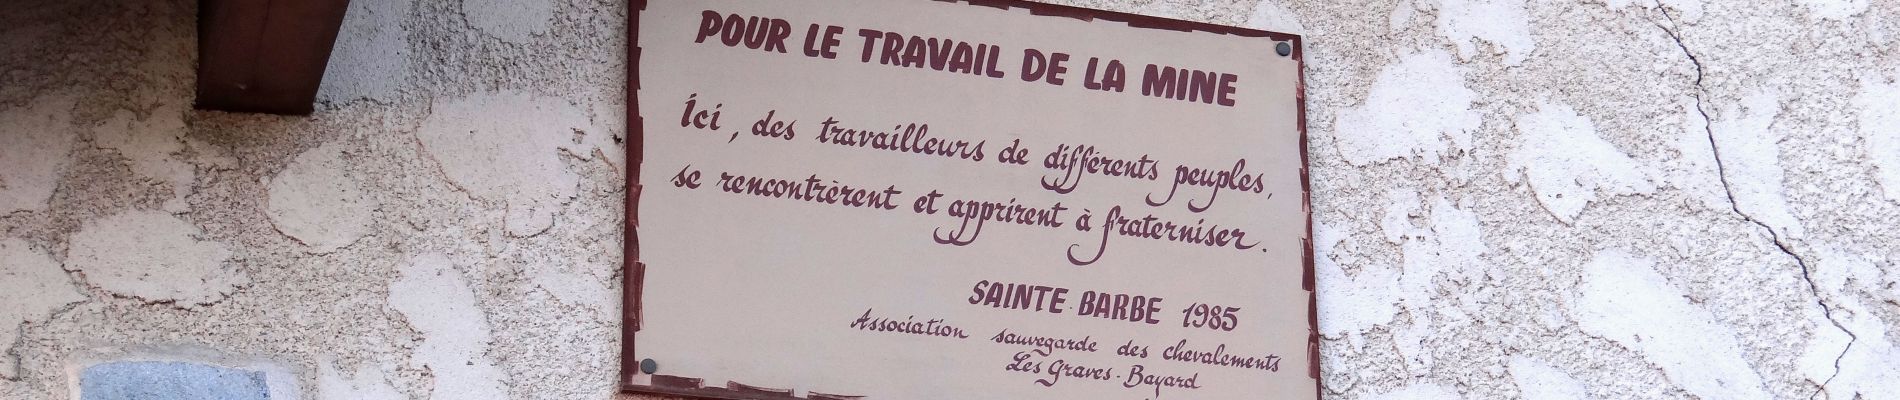 POUR LE TRAVAIL DE LA MINE
Ici, des travailleurs de différents peuples,
se rencontrèrent et apprirent à fraterniser.
SAINTE-BARBE 1985
Association sauvegarde des chevalements
Les Graves-Bayard